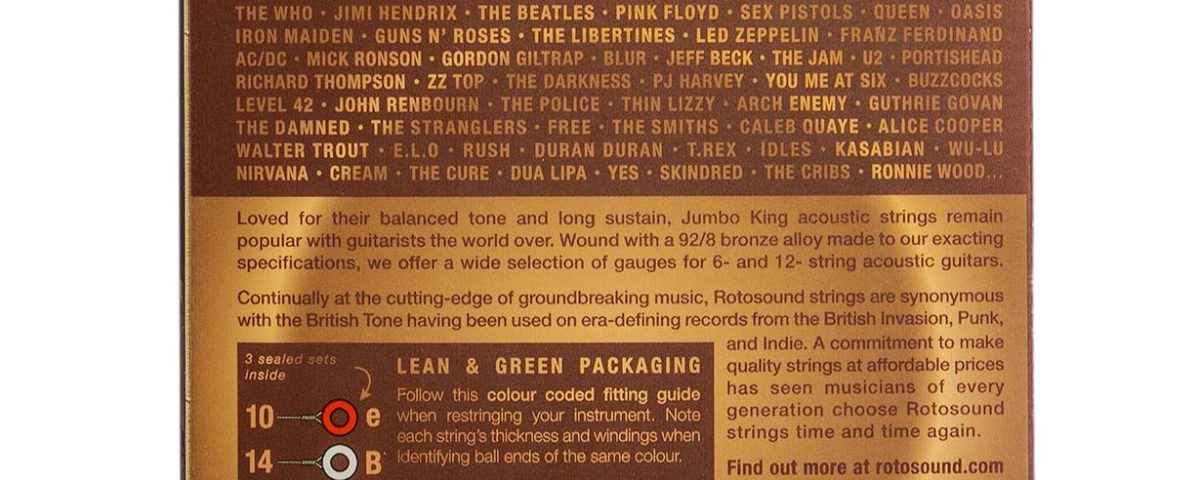 THE WHO • JIMI HENDRIX • THE BEATLES • PINK FLOYD • SEX PISTOLS • QUEEN • OASIS
IRON MAIDEN • GUNS N' ROSES • THE LIBERTINES • LED ZEPPELIN • FRANZ FERDINAND
AC/DC • MICK RONSON • GORDON GILTRAP • BLUR • JEFF BECK • THE JAM • U2 • PORTISHEAD
RICHARD THOMPSON • ZZ TOP • THE DARKNESS • PJ HARVEY • YOU ME AT SIX • BUZZCOCKS
LEVEL 42 • JOHN RENBOURN • THE POLICE • THIN LIZZY • ARCH ENEMY • GUTHRIE GOVAN
THE DAMNED • THE STRANGLERS • FREE • THE SMITHS • CALEB QUAYE • ALICE COOPER
WALTER TROUT • E.L.O • RUSH • DURAN DURAN • T.REX • IDLES • KASABIAN • WU-LU
NIRVANA • CREAM • THE CURE • DUA LIPA • YES • SKINDRED • THE CRIBS • RONNIE WOOD...
Loved for their balanced tone and long sustain, Jumbo King acoustic strings remain
popular with guitarists the world over. Wound with a 92/8 bronze alloy made to our exacting
specifications, we offer a wide selection of gauges for 6- and 12- string acoustic guitars.
Continually at the cutting-edge of groundbreaking music, Rotosound strings are synonymous
with the British Tone having been used on era-defining records from the British Invasion, Punk,
and Indie. A commitment to make
quality strings at affordable prices
has seen musicians of every
generation choose Rotosound
strings time and time again.
Find out more at rotosound.com
3 sealed sets
inside
10 e
14 B
LEAN & GREEN PACKAGING
Follow this colour coded fitting guide
when restringing your instrument. Note
each string's thickness and windings when
identifying ball ends of the same colour.